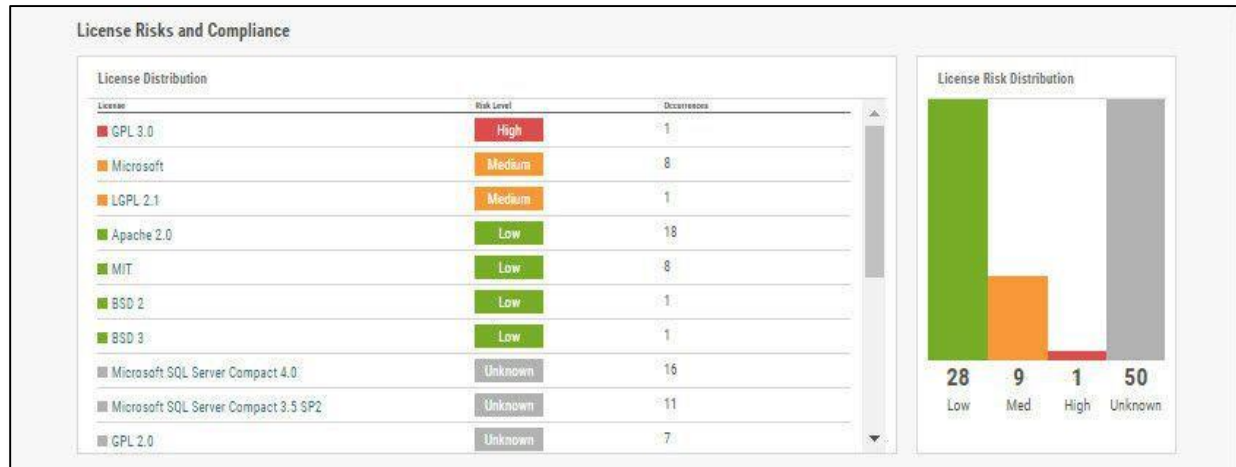 License Risks and Compliance
License Distribution
License Risk Level Occurrences
GPL 3.0 High 1
Microsoft Medium 8
LGPL 2.1 Medium 1
Apache 2.0 Low 18
MIT Low 8
BSD 2 Low 1
BSD 3 Low 1
Microsoft SQL Server Compact 4.0 Unknown 16
Microsoft SQL Server Compact 3.5 SP2 Unknown 11
GPL 2.0 Unknown 7
License Risk Distribution
28 9 1 50
Low Med High Unknown